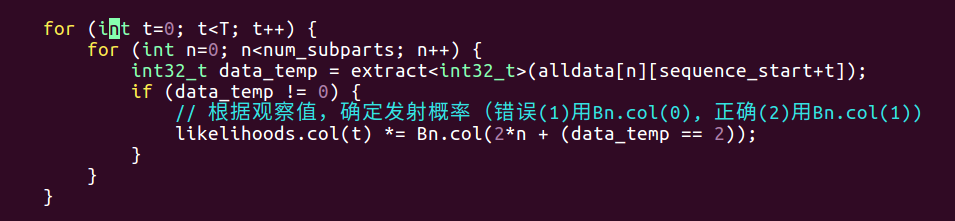 for (int t=0; t<T; t++) {
    for (int n=0; n<num_subparts; n++) {
        int32_t data_temp = extract<int32_t>(alldata[n][sequence_start+t]);
        if (data_temp != 0) {
            // 根据观察值，确定发射概率（错误(1)用Bn.col(0), 正确(2)用Bn.col(1))
            likelihoods.col(t) *= Bn.col(2*n + (data_temp == 2));
        }
    }
}